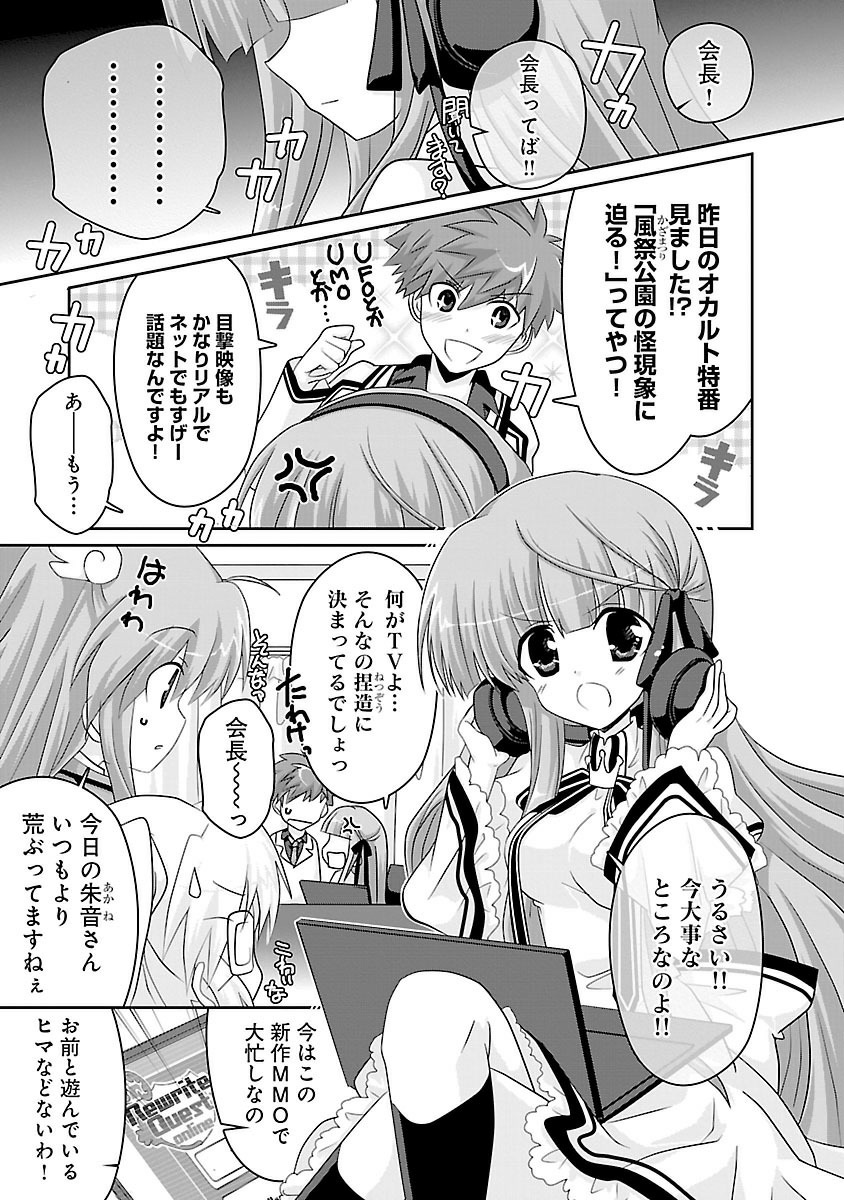 会長！
会長ってば!!
聞いて
ます?
カカ
カカ
カカ
カカ
……………
……………
昨日のオカルト特番
見ました!?
「風祭公園の怪現象に
かざまつり
迫る！」ってやつ！
キラ
キラ
UFOとか
UMO
とか…
目撃映像も
かなりリアルで
ネットでもすげー
話題なんですよ！
あーーもう…
カカ
カカ
うるさい!!
今大事な
ところなのよ!!
何がTVよ…
そんなの捏造に
ねつぞう
決まってるでしょっ
たわけっ
とそんなっ
会長～～～っ
はわわ
今日の朱音さん
あかね
いつもより
荒ぶってますねぇ
ですな
今はこの
新作MMOで
大忙しなの
Rewrite
Quest
online
お前と遊んでいる
ヒマなどないわ！